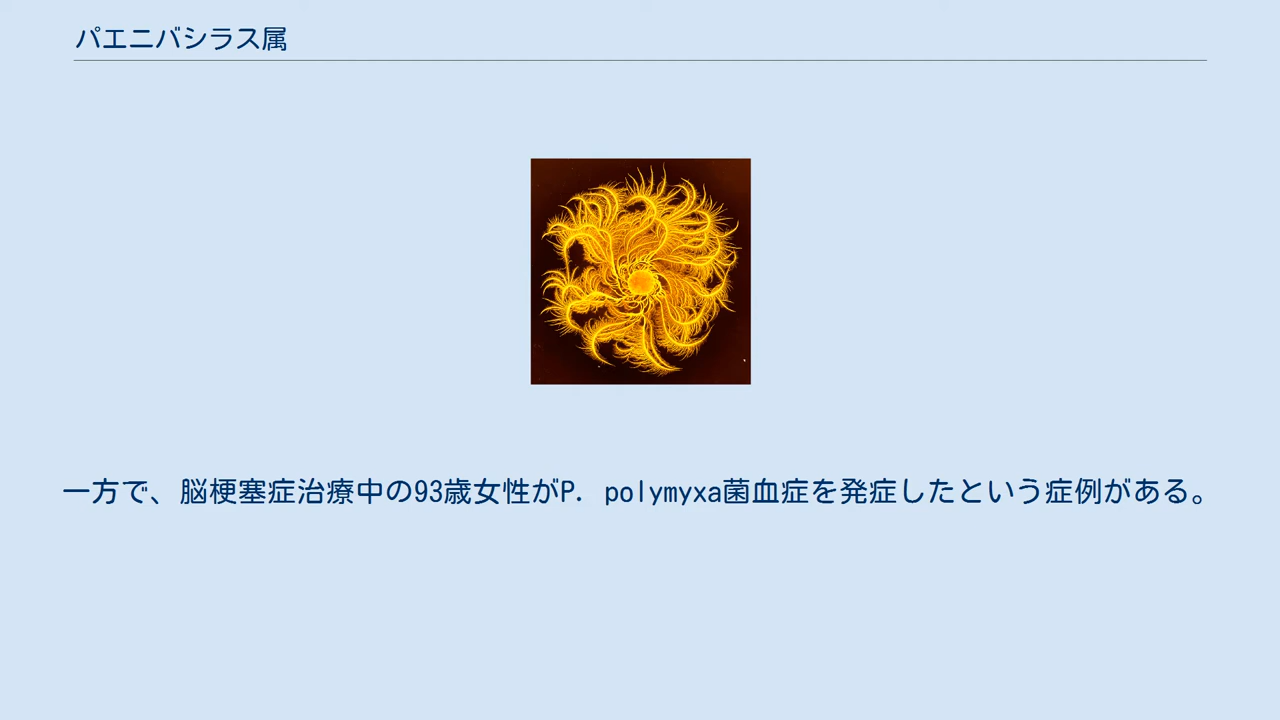 パエニバシラス属
一方で、脳梗塞症治療中の93歳女性がP. polymyxa菌血症を発症したという症例がある。